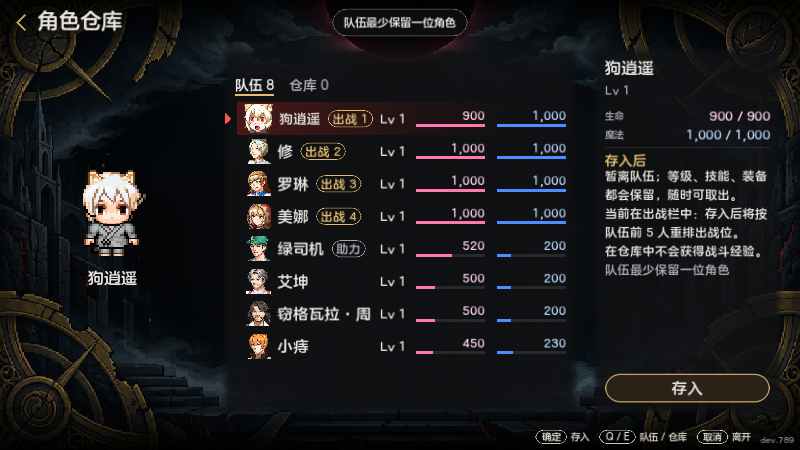 角色仓库
队伍最少保留一位角色
队伍 8 仓库 0
狗逍遥 出战 1 Lv 1 900 1,000
修 出战 2 Lv 1 1,000 1,000
罗琳 出战 3 Lv 1 1,000 1,000
美娜 出战 4 Lv 1 1,000 1,000
绿司机 助力 Lv 1 520 200
艾坤 Lv 1 500 200
窃格瓦拉·周 Lv 1 500 200
小痔 Lv 1 450 230
狗逍遥
狗逍遥
Lv 1
生命 900 / 900
魔法 1,000 / 1,000
存入后
暂离队伍；等级、技能、装备
都会保留，随时可取出。
当前在出战栏中：存入后将按
队伍前 5 人重排出战位。
在仓库中不会获得战斗经验。
队伍最少保留一位角色
存入
确定 存入 Q / E 队伍 / 仓库 取消 离开
dev.789